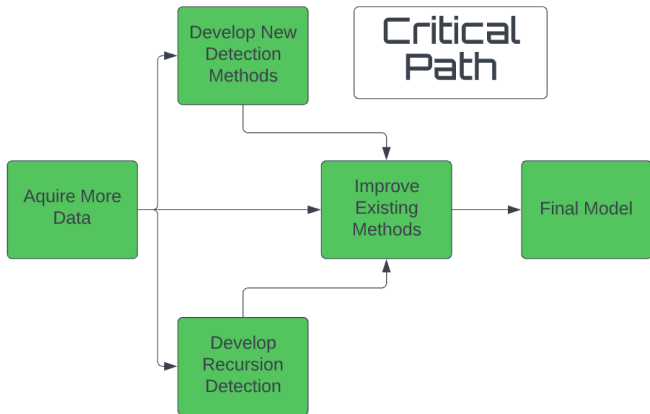 Develop New
Detection
Methods
Critical
Path
Aquire More
Data
Improve
Existing
Methods
Final Model
Develop
Recursion
Detection